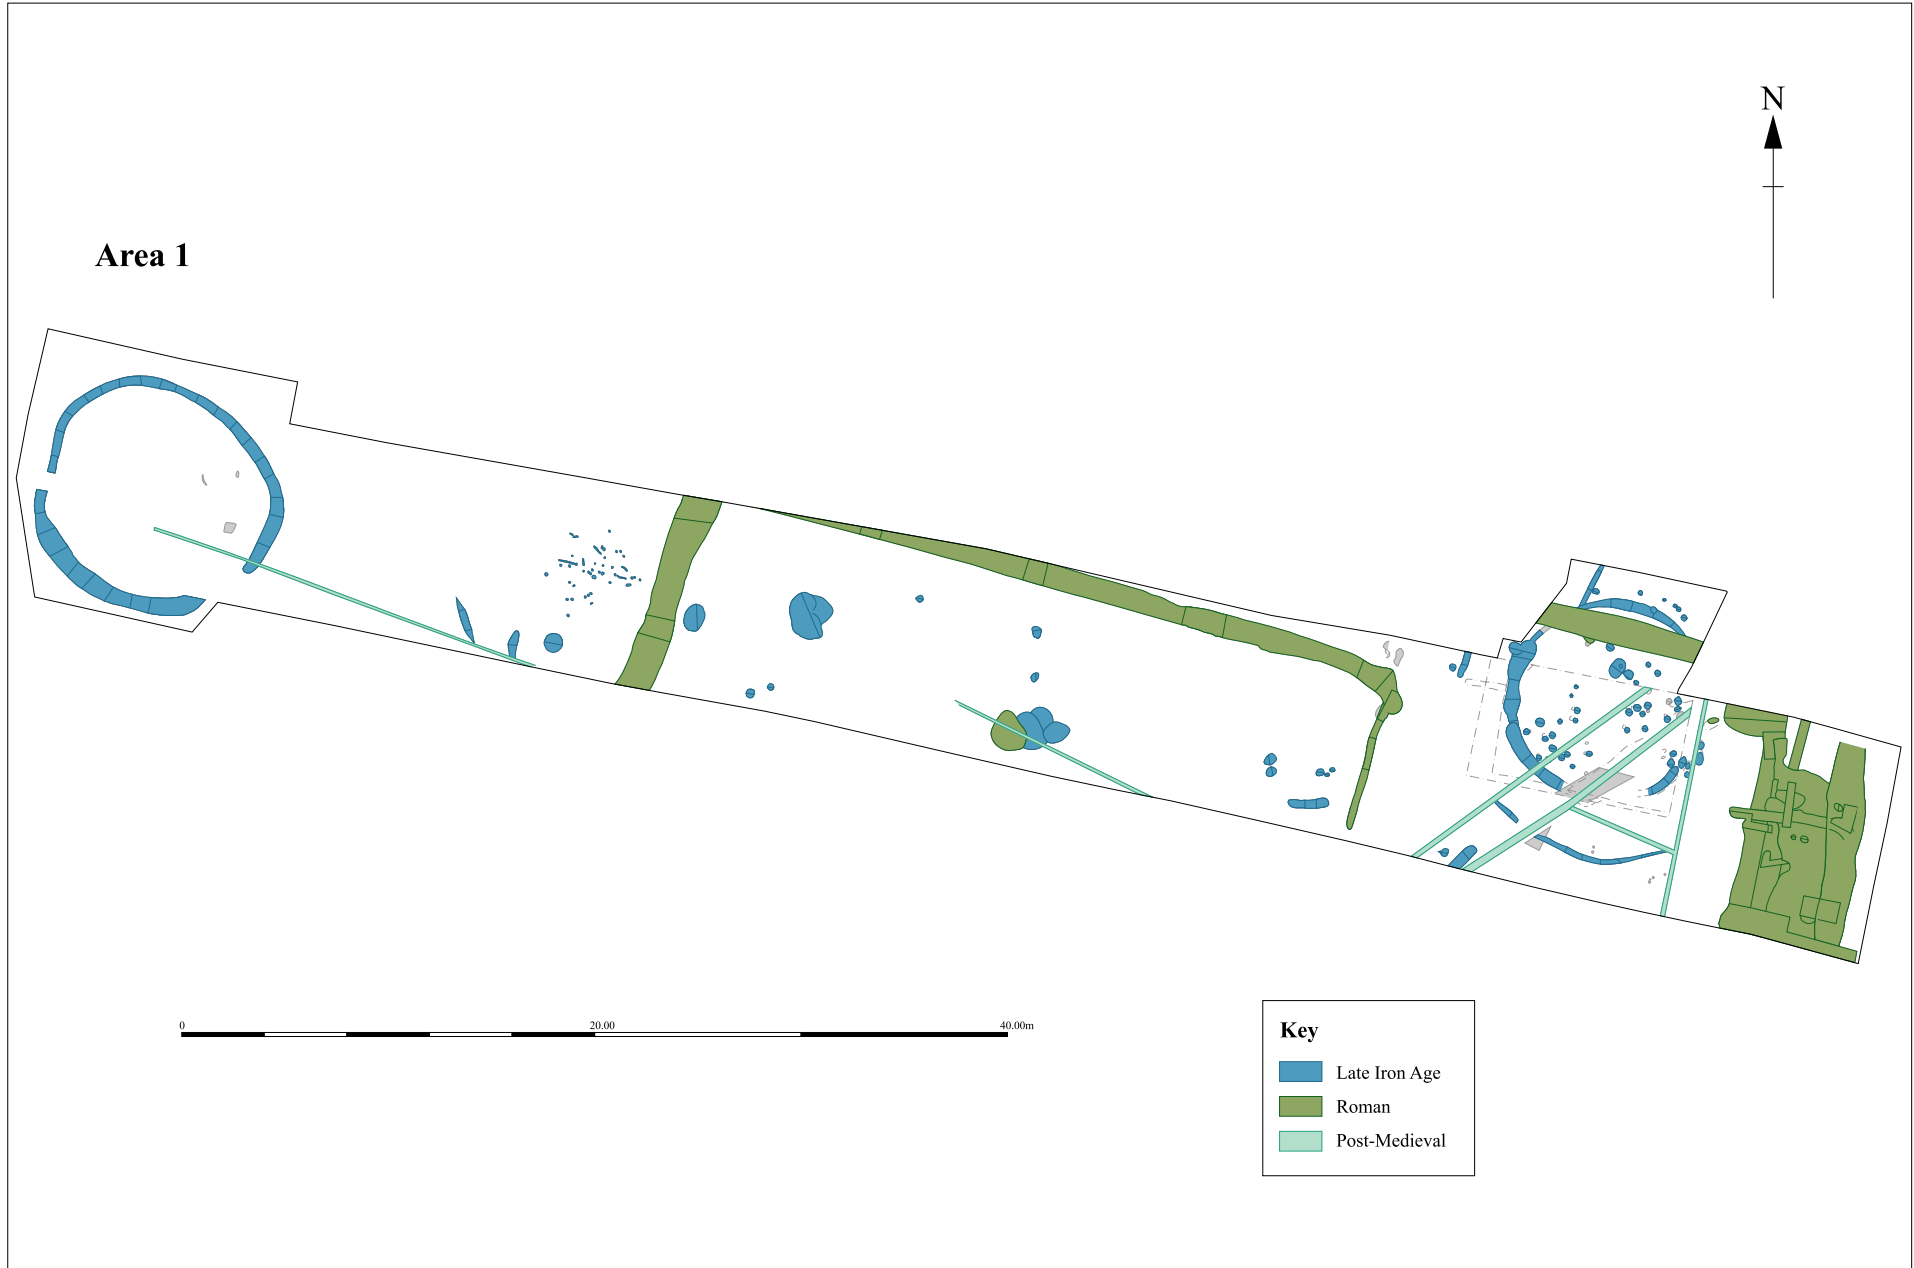 N
Area 1
0 20.00 40.00m
Key
Late Iron Age
Roman
Post-Medieval